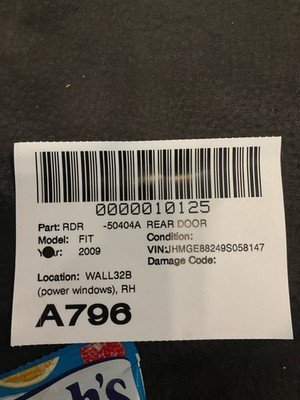 0000010125
Part: RDR -50404A REAR DOOR
Model: FIT Condition:
Year: 2009 VIN:JHMGE88249S058147
Damage Code:
Location: WALL32B
(power windows), RH
A796
h's